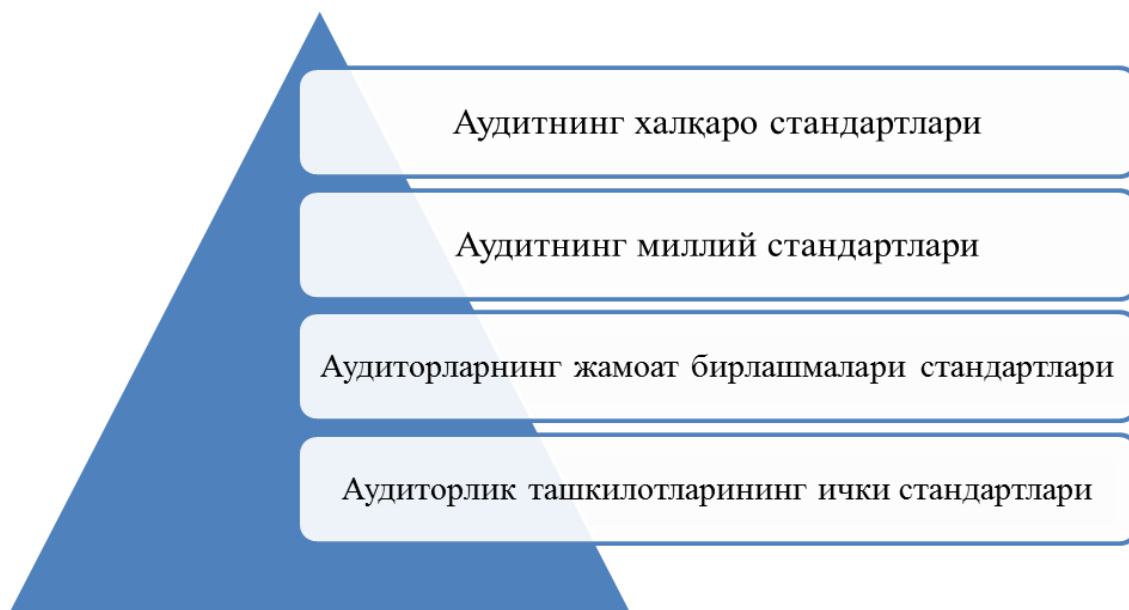 Аудитнинг халқаро стандартлари
Аудитнинг миллий стандартлари
Аудиторларнинг жамоат бирлашмалари стандартлари
Аудиторлик ташкилотларининг ички стандартлари